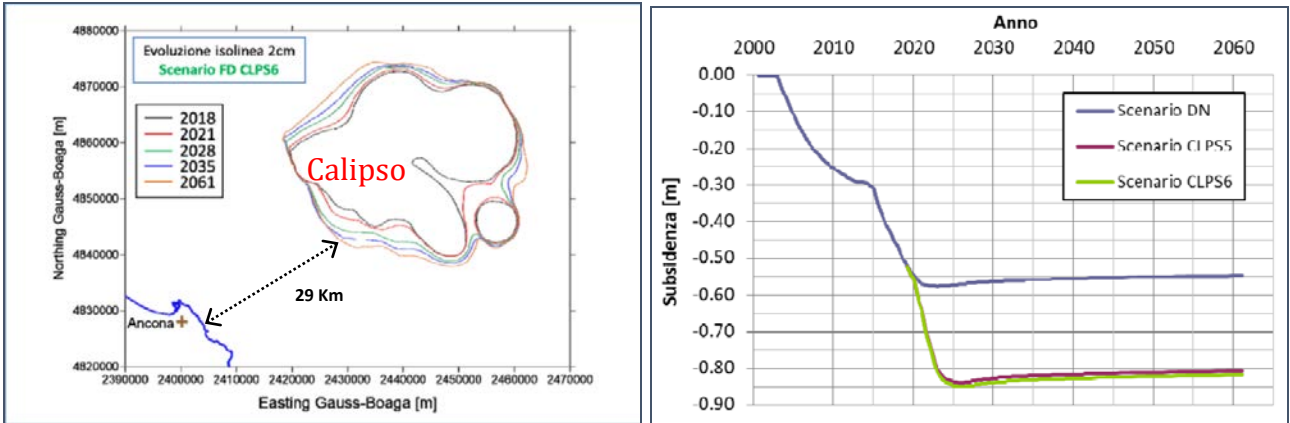 Evoluzione isolinea 2cm
Scenario FD CLPS6
2018
2021
2028
2035
2061
Calipso
29 Km
Ancona
4880000
4870000
4860000
4850000
4840000
4830000
4820000
Northing Gauss-Boaga [m]
2390000 2400000 2410000 2420000 2430000 2440000 2450000 2460000 2470000
Easting Gauss-Boaga [m]
Anno
2000 2010 2020 2030 2040 2050 2060
0.00
-0.10
-0.20
-0.30
-0.40
-0.50
-0.60
-0.70
-0.80
-0.90
Subsidenza [m]
Scenario DN
Scenario CLPS5
Scenario CLPS6